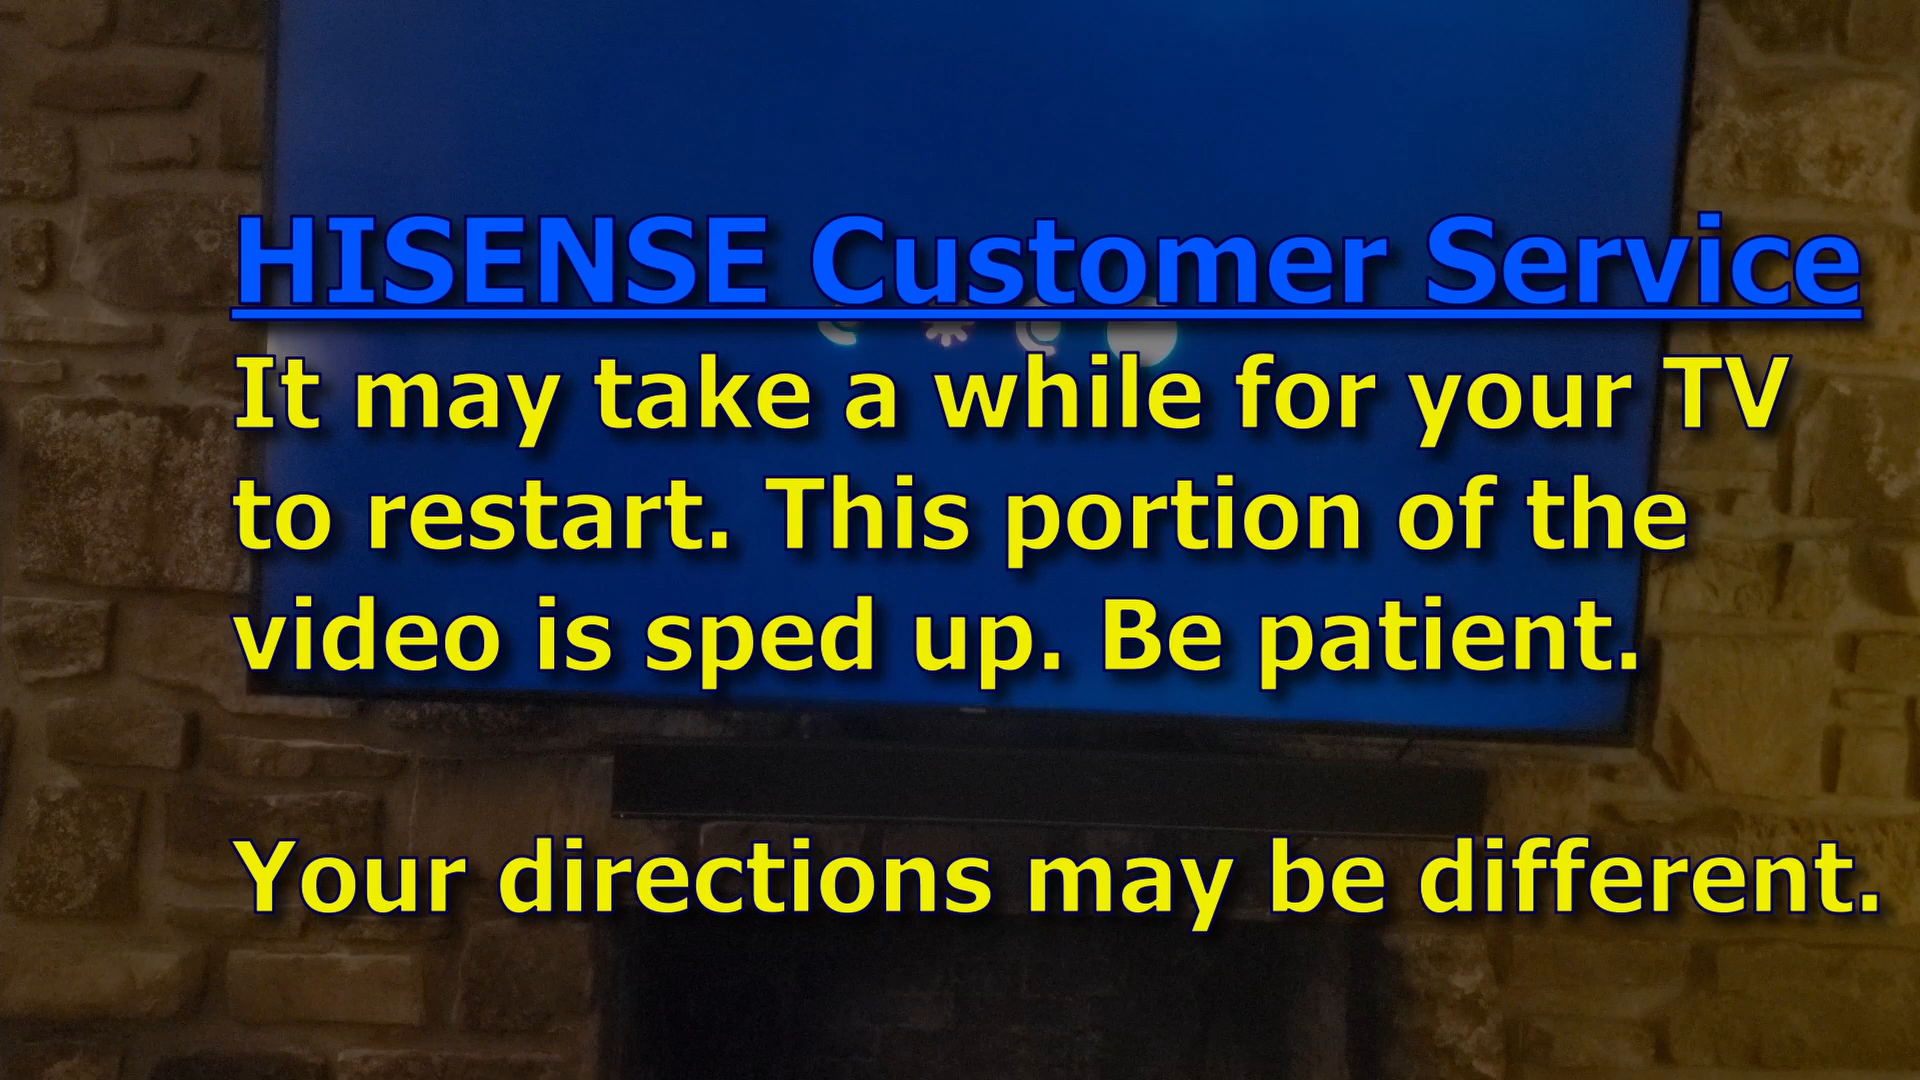 HISENSE Customer Service
It may take a while for your TV
to restart. This portion of the
video is sped up. Be patient.
Your directions may be different.